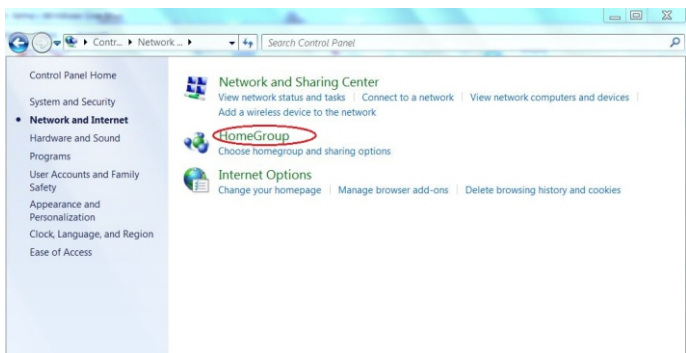 Contr... Network ...
Search Control Panel
Control Panel Home
System and Security
Network and Internet
Hardware and Sound
Programs
User Accounts and Family
Safety
Appearance and
Personalization
Clock, Language, and Region
Ease of Access
Network and Sharing Center
View network status and tasks Connect to a network View network computers and devices
Add a wireless device to the network
HomeGroup
Choose homegroup and sharing options
Internet Options
Change your homepage Manage browser add-ons Delete browsing history and cookies